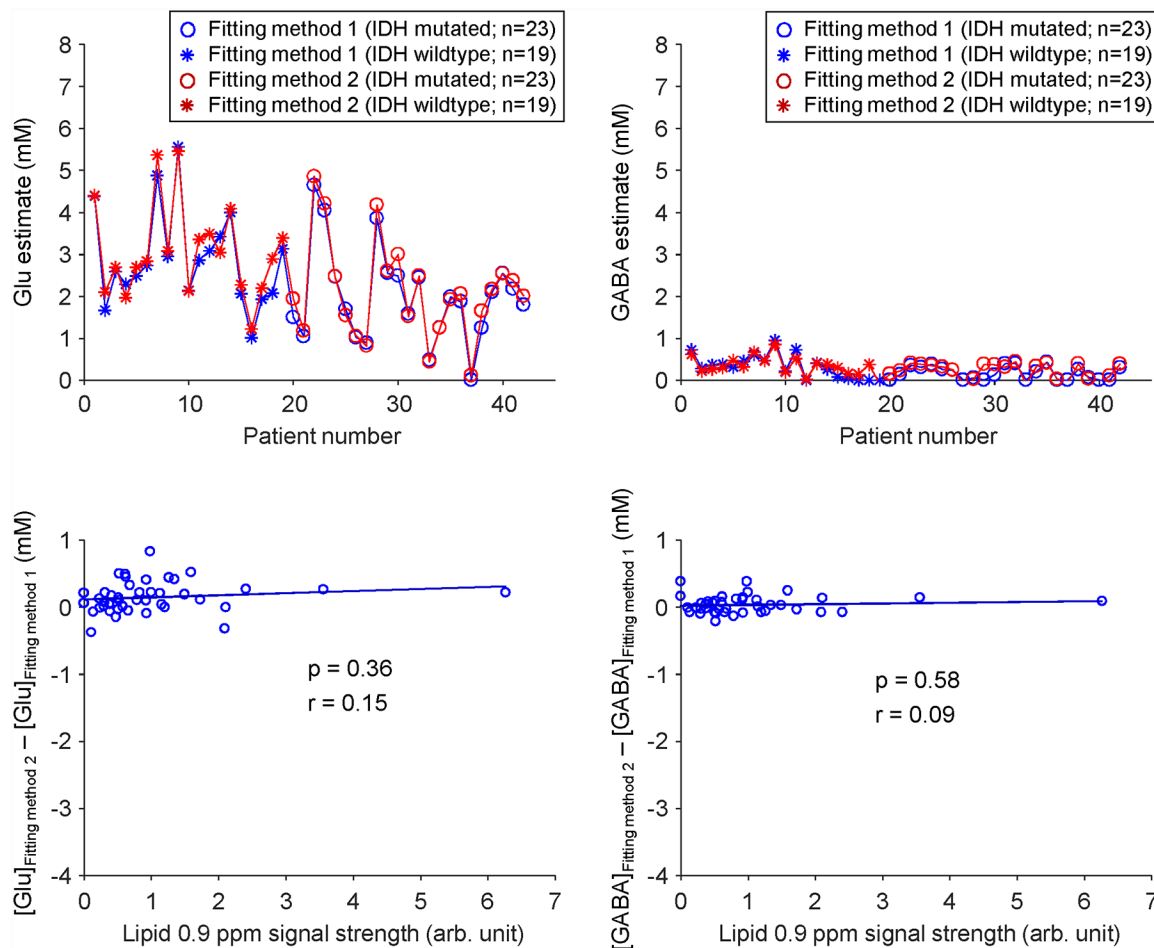 Fitting method 1 (IDH mutated; n=23)
Fitting method 1 (IDH wildtype; n=19)
Fitting method 2 (IDH mutated; n=23)
Fitting method 2 (IDH wildtype; n=19)
8
7
6
5
4
3
2
1
0
Glu estimate (mM)
0 10 20 30 40
Patient number
Fitting method 1 (IDH mutated; n=23)
Fitting method 1 (IDH wildtype; n=19)
Fitting method 2 (IDH mutated; n=23)
Fitting method 2 (IDH wildtype; n=19)
8
7
6
5
4
3
2
1
0
GABA estimate (mM)
0 10 20 30 40
Patient number
1
0
-1
-2
-3
-4
[Glu]Fitting method 2 – [Glu]Fitting method 1 (mM)
p = 0.36
r = 0.15
0 1 2 3 4 5 6 7
Lipid 0.9 ppm signal strength (arb. unit)
1
0
-1
-2
-3
-4
[GABA]Fitting method 2 – [GABA]Fitting method 1 (mM)
p = 0.58
r = 0.09
0 1 2 3 4 5 6 7
Lipid 0.9 ppm signal strength (arb. unit)